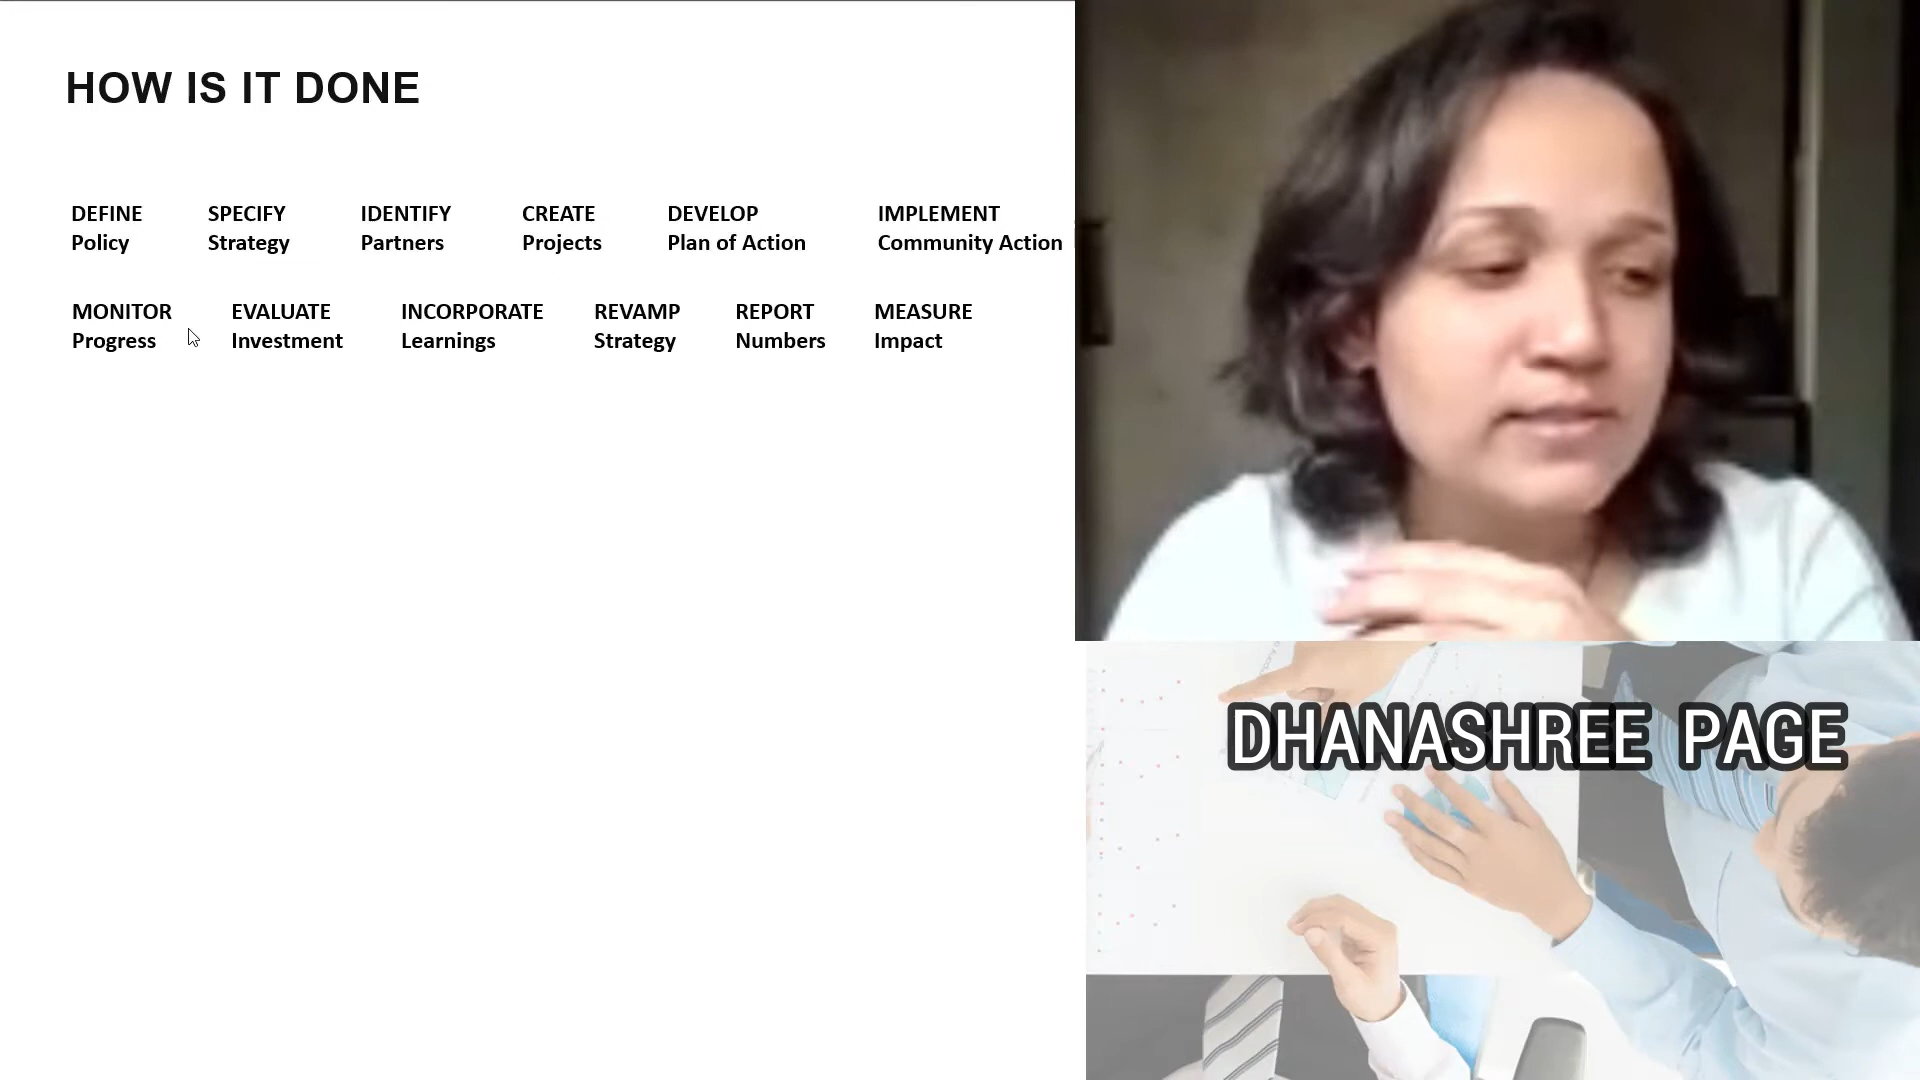 HOW IS IT DONE
DEFINE SPECIFY IDENTIFY CREATE DEVELOP IMPLEMENT
Policy Strategy Partners Projects Plan of Action Community Action
MONITOR EVALUATE INCORPORATE REVAMP REPORT MEASURE
Progress Investment Learnings Strategy Numbers Impact
DHANASHREE PAGE